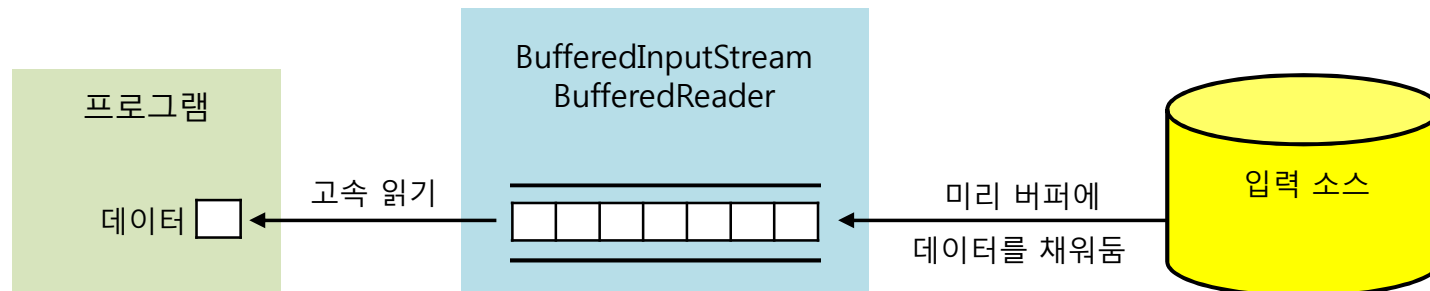 프로그램
데이터
고속 읽기
BufferedInputStream
BufferedReader
미리 버퍼에
데이터를 채워둠
입력 소스